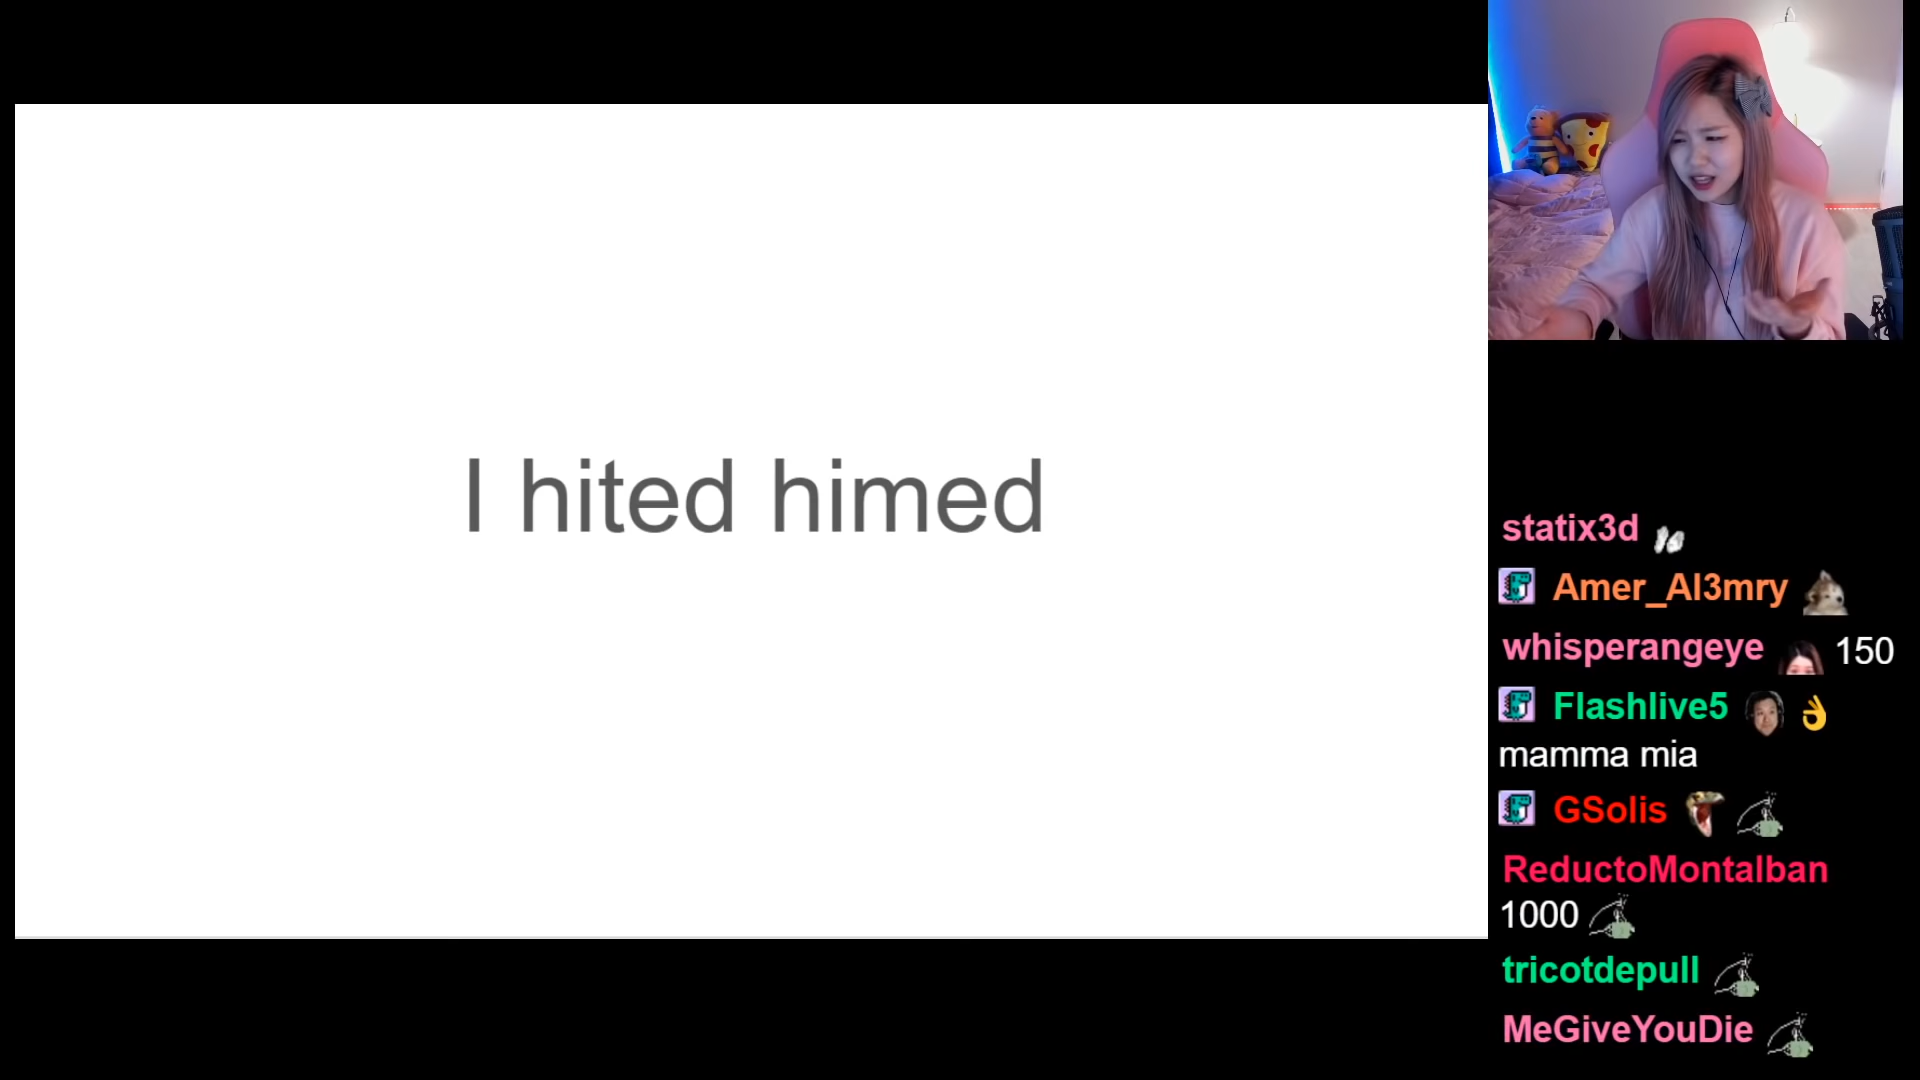 I hited himed
statix3d
Amer_Al3mry
whisperangeye 150
Flashlive5 👌
mamma mia
GSolis
ReductoMontalban
1000
tricotdepull
MeGiveYouDie